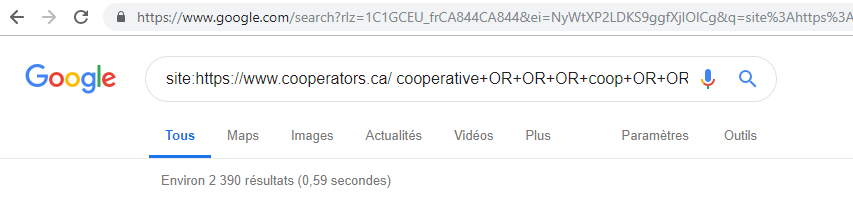 https://www.google.com/search?rlz=1C1GCEU_frCA844CA844&ei=NyWtXP2LDKS9ggfXjIOICg&q=site%3Ahttps%3A
Google site:https://www.cooperators.ca/ cooperative+OR+OR+OR+coop+OR+OR
Tous Maps Images Actualités Vidéos Plus Paramètres Outils
Environ 2 390 résultats (0,59 secondes)